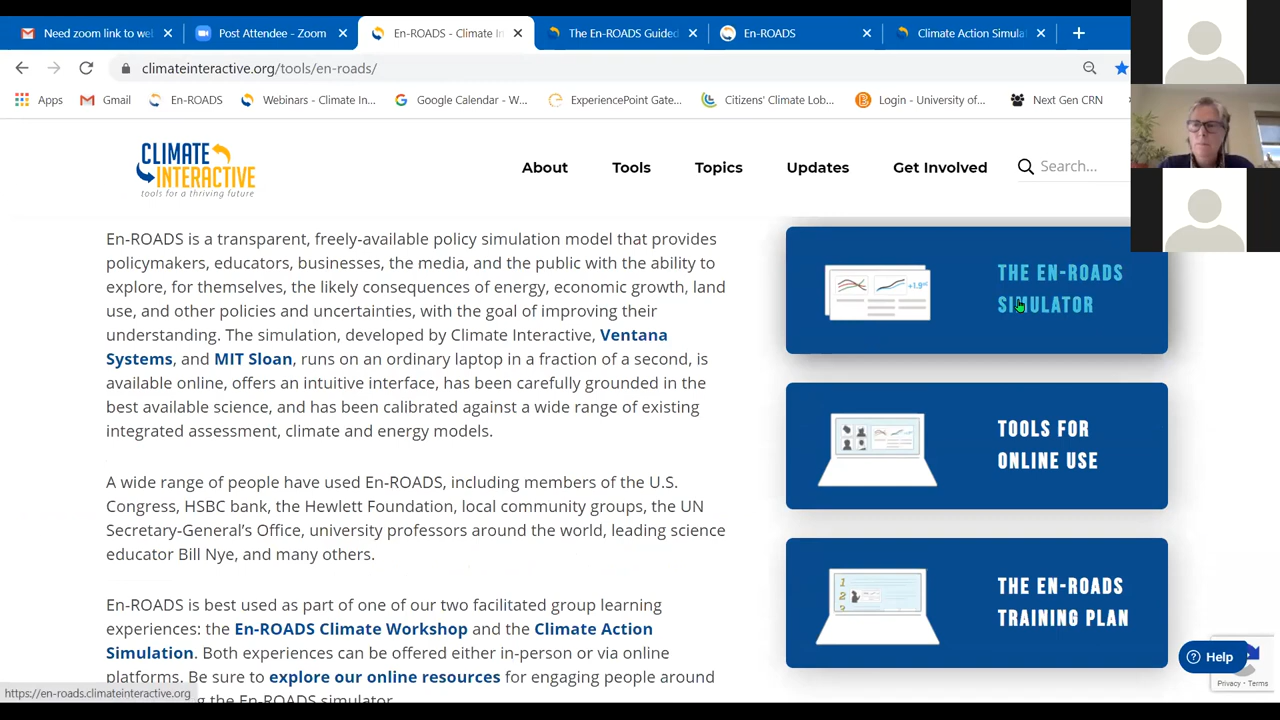 Need zoom link to wel
Post Attendee - Zoom
En-ROADS - Climate In
The En-ROADS Guided
En-ROADS
Climate Action Simula
climateinteractive.org/tools/en-roads/
Apps
Gmail
En-ROADS
Webinars - Climate In...
Google Calendar - W...
ExperiencePoint Gate...
Citizens' Climate Lob...
Login - University of...
Next Gen CRN
CLIMATE
INTERACTIVE
tools for a thriving future
About
Tools
Topics
Updates
Get Involved
Search...
En-ROADS is a transparent, freely-available policy simulation model that provides
policymakers, educators, businesses, the media, and the public with the ability to
explore, for themselves, the likely consequences of energy, economic growth, land
use, and other policies and uncertainties, with the goal of improving their
understanding. The simulation, developed by Climate Interactive, Ventana
Systems, and MIT Sloan, runs on an ordinary laptop in a fraction of a second, is
available online, offers an intuitive interface, has been carefully grounded in the
best available science, and has been calibrated against a wide range of existing
integrated assessment, climate and energy models.
A wide range of people have used En-ROADS, including members of the U.S.
Congress, HSBC bank, the Hewlett Foundation, local community groups, the UN
Secretary-General's Office, university professors around the world, leading science
educator Bill Nye, and many others.
En-ROADS is best used as part of one of our two facilitated group learning
experiences: the En-ROADS Climate Workshop and the Climate Action
Simulation. Both experiences can be offered either in-person or via online
platforms. Be sure to explore our online resources for engaging people around
the En-ROADS simulator.
https://en-roads.climateinteractive.org
THE EN-ROADS
SIMULATOR
TOOLS FOR
ONLINE USE
1
2
THE EN-ROADS
TRAINING PLAN
Help
Privacy - Terms